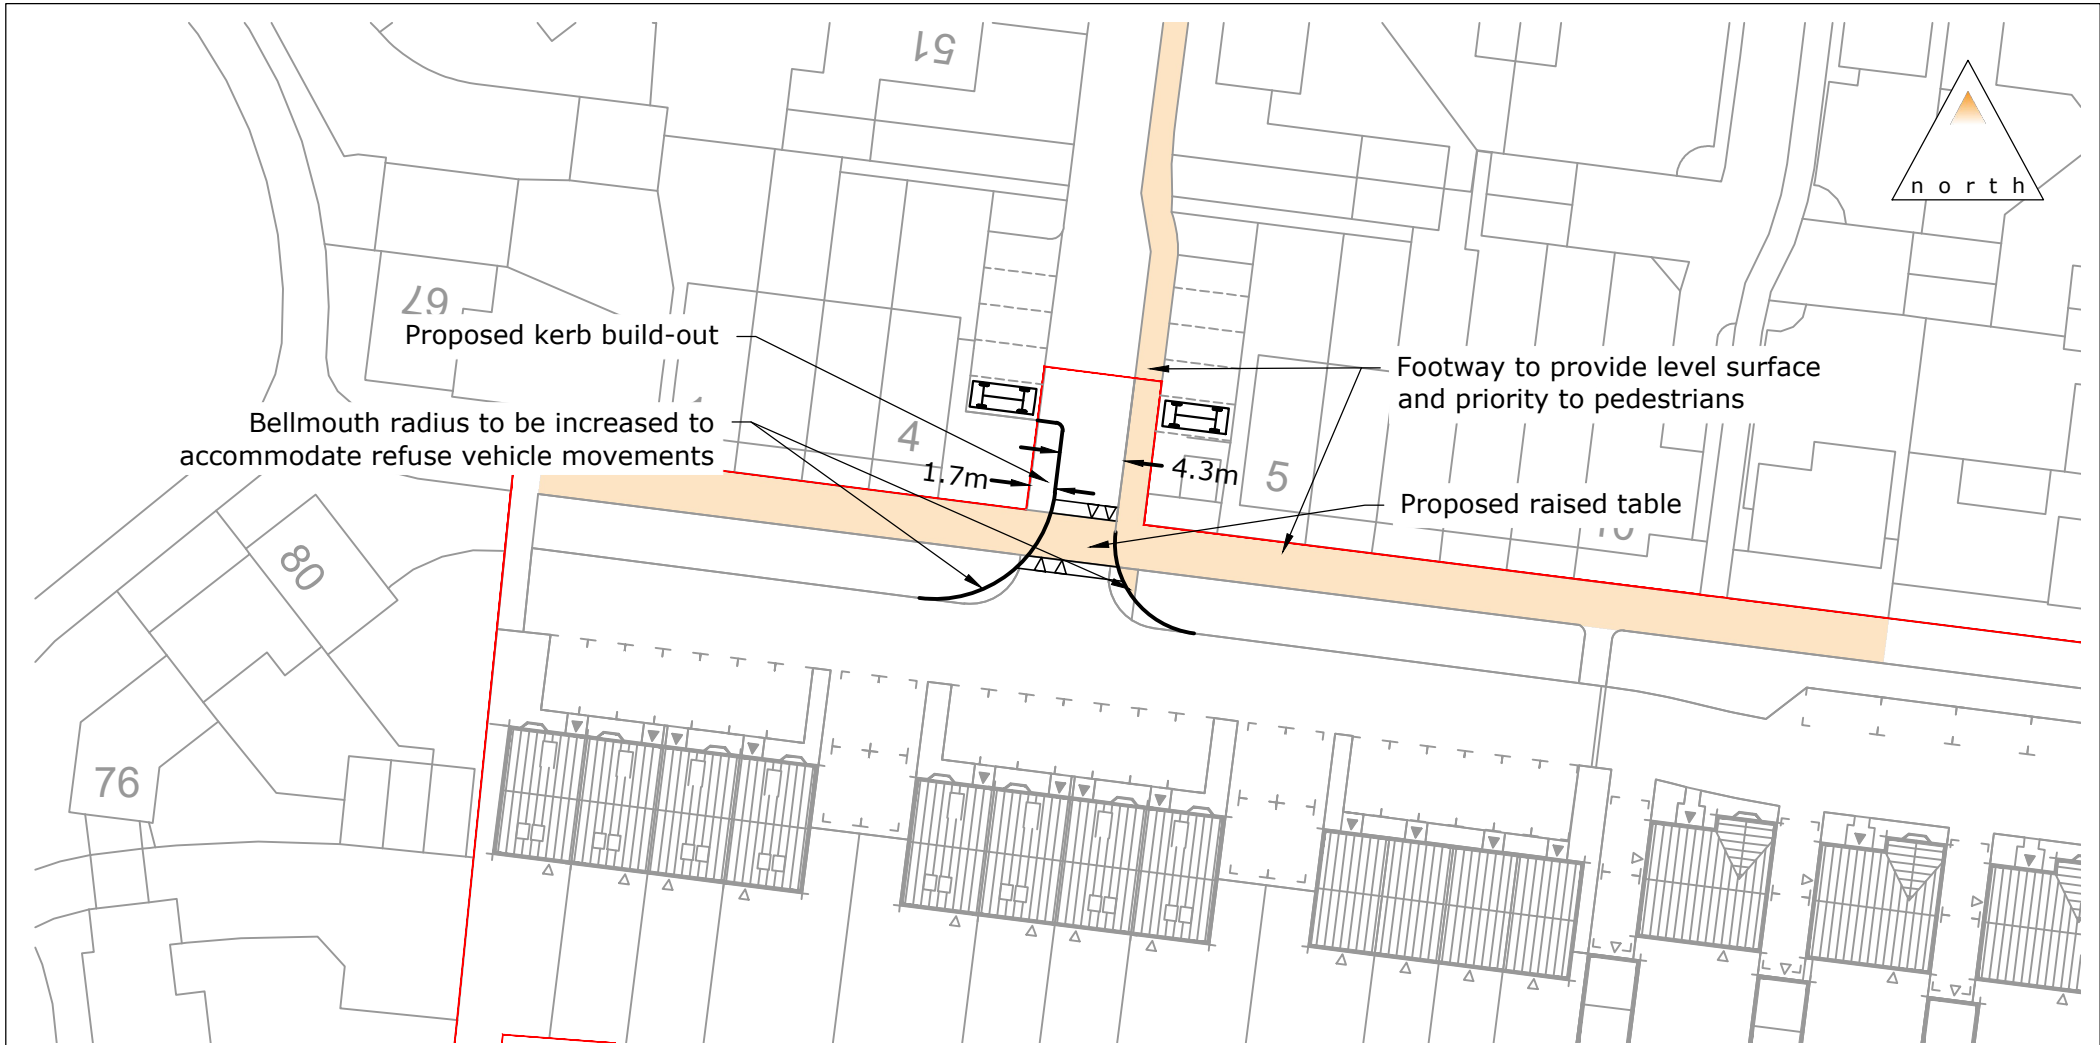 51
north
67
Proposed kerb build-out
Footway to provide level surface
and priority to pedestrians
Bellmouth radius to be increased to
accommodate refuse vehicle movements
4
1.7m
4.3m
5
Proposed raised table
10
80
76